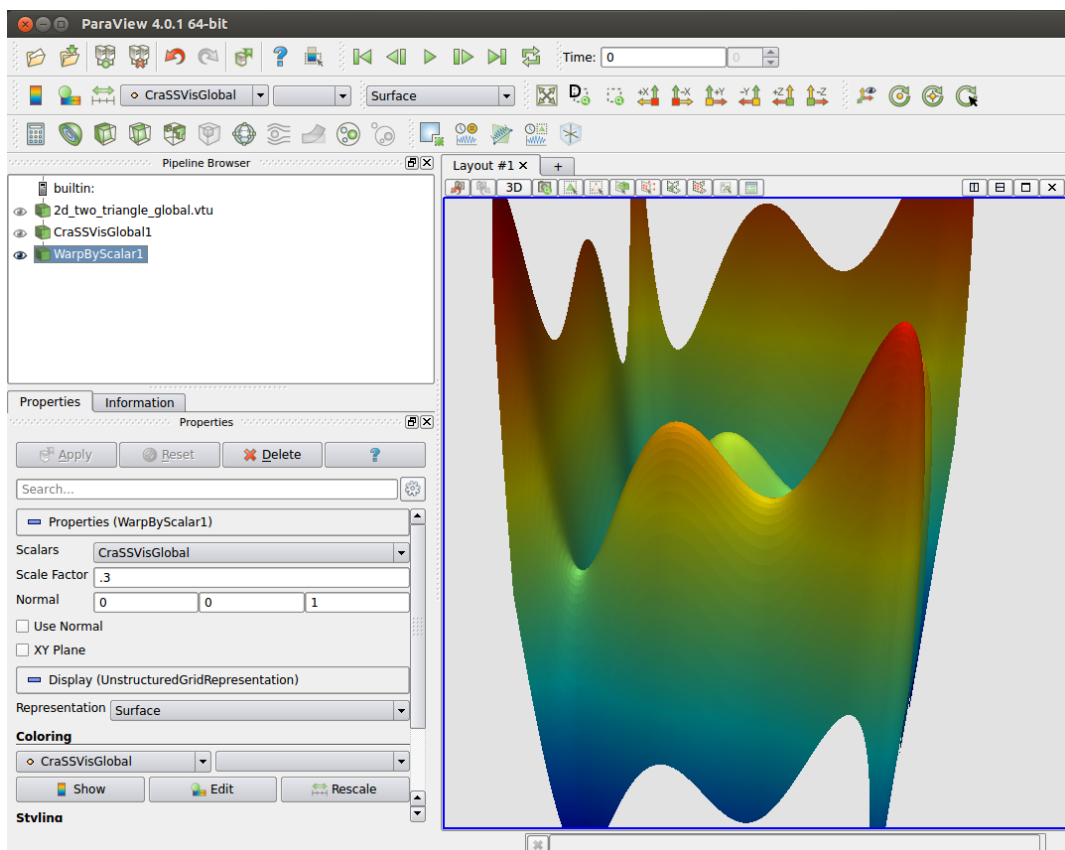 ParaView 4.0.1 64-bit
Time: 0 0
CraSSVisGlobal Surface
Pipeline Browser
Layout #1 +
3D
builtin:
2d_two_triangle_global.vtu
CraSSVisGlobal1
WarpByScalar1
Properties Information
Properties
Apply Reset Delete ?
Search...
Properties (WarpByScalar1)
Scalars CraSSVisGlobal
Scale Factor .3
Normal 0 0 1
Use Normal
XY Plane
Display (UnstructuredGridRepresentation)
Representation Surface
Coloring
CraSSVisGlobal
Show Edit Rescale
Styling